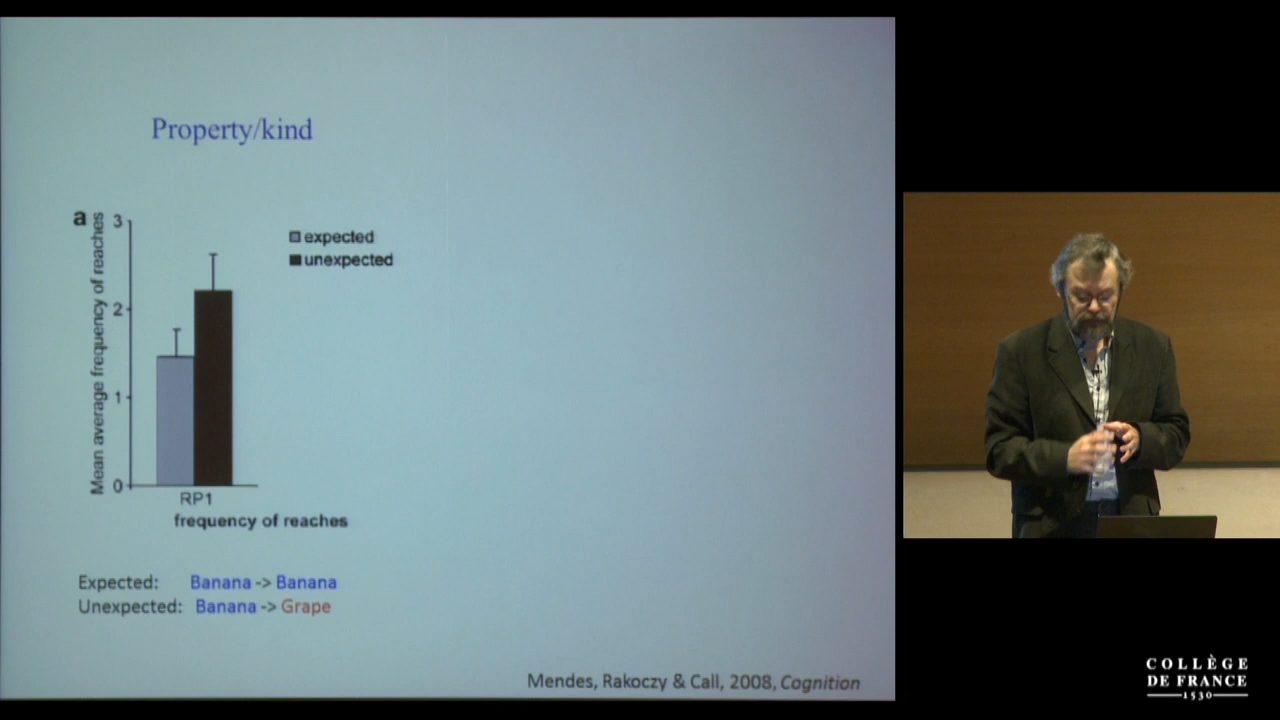 Property/kind
a
Mean average frequency of reaches
3
2
1
0
expected
unexpected
RP1
frequency of reaches
Expected: Banana -> Banana
Unexpected: Banana -> Grape
Mendes, Rakoczy & Call, 2008, Cognition
COLLÈGE
DE FRANCE
1530